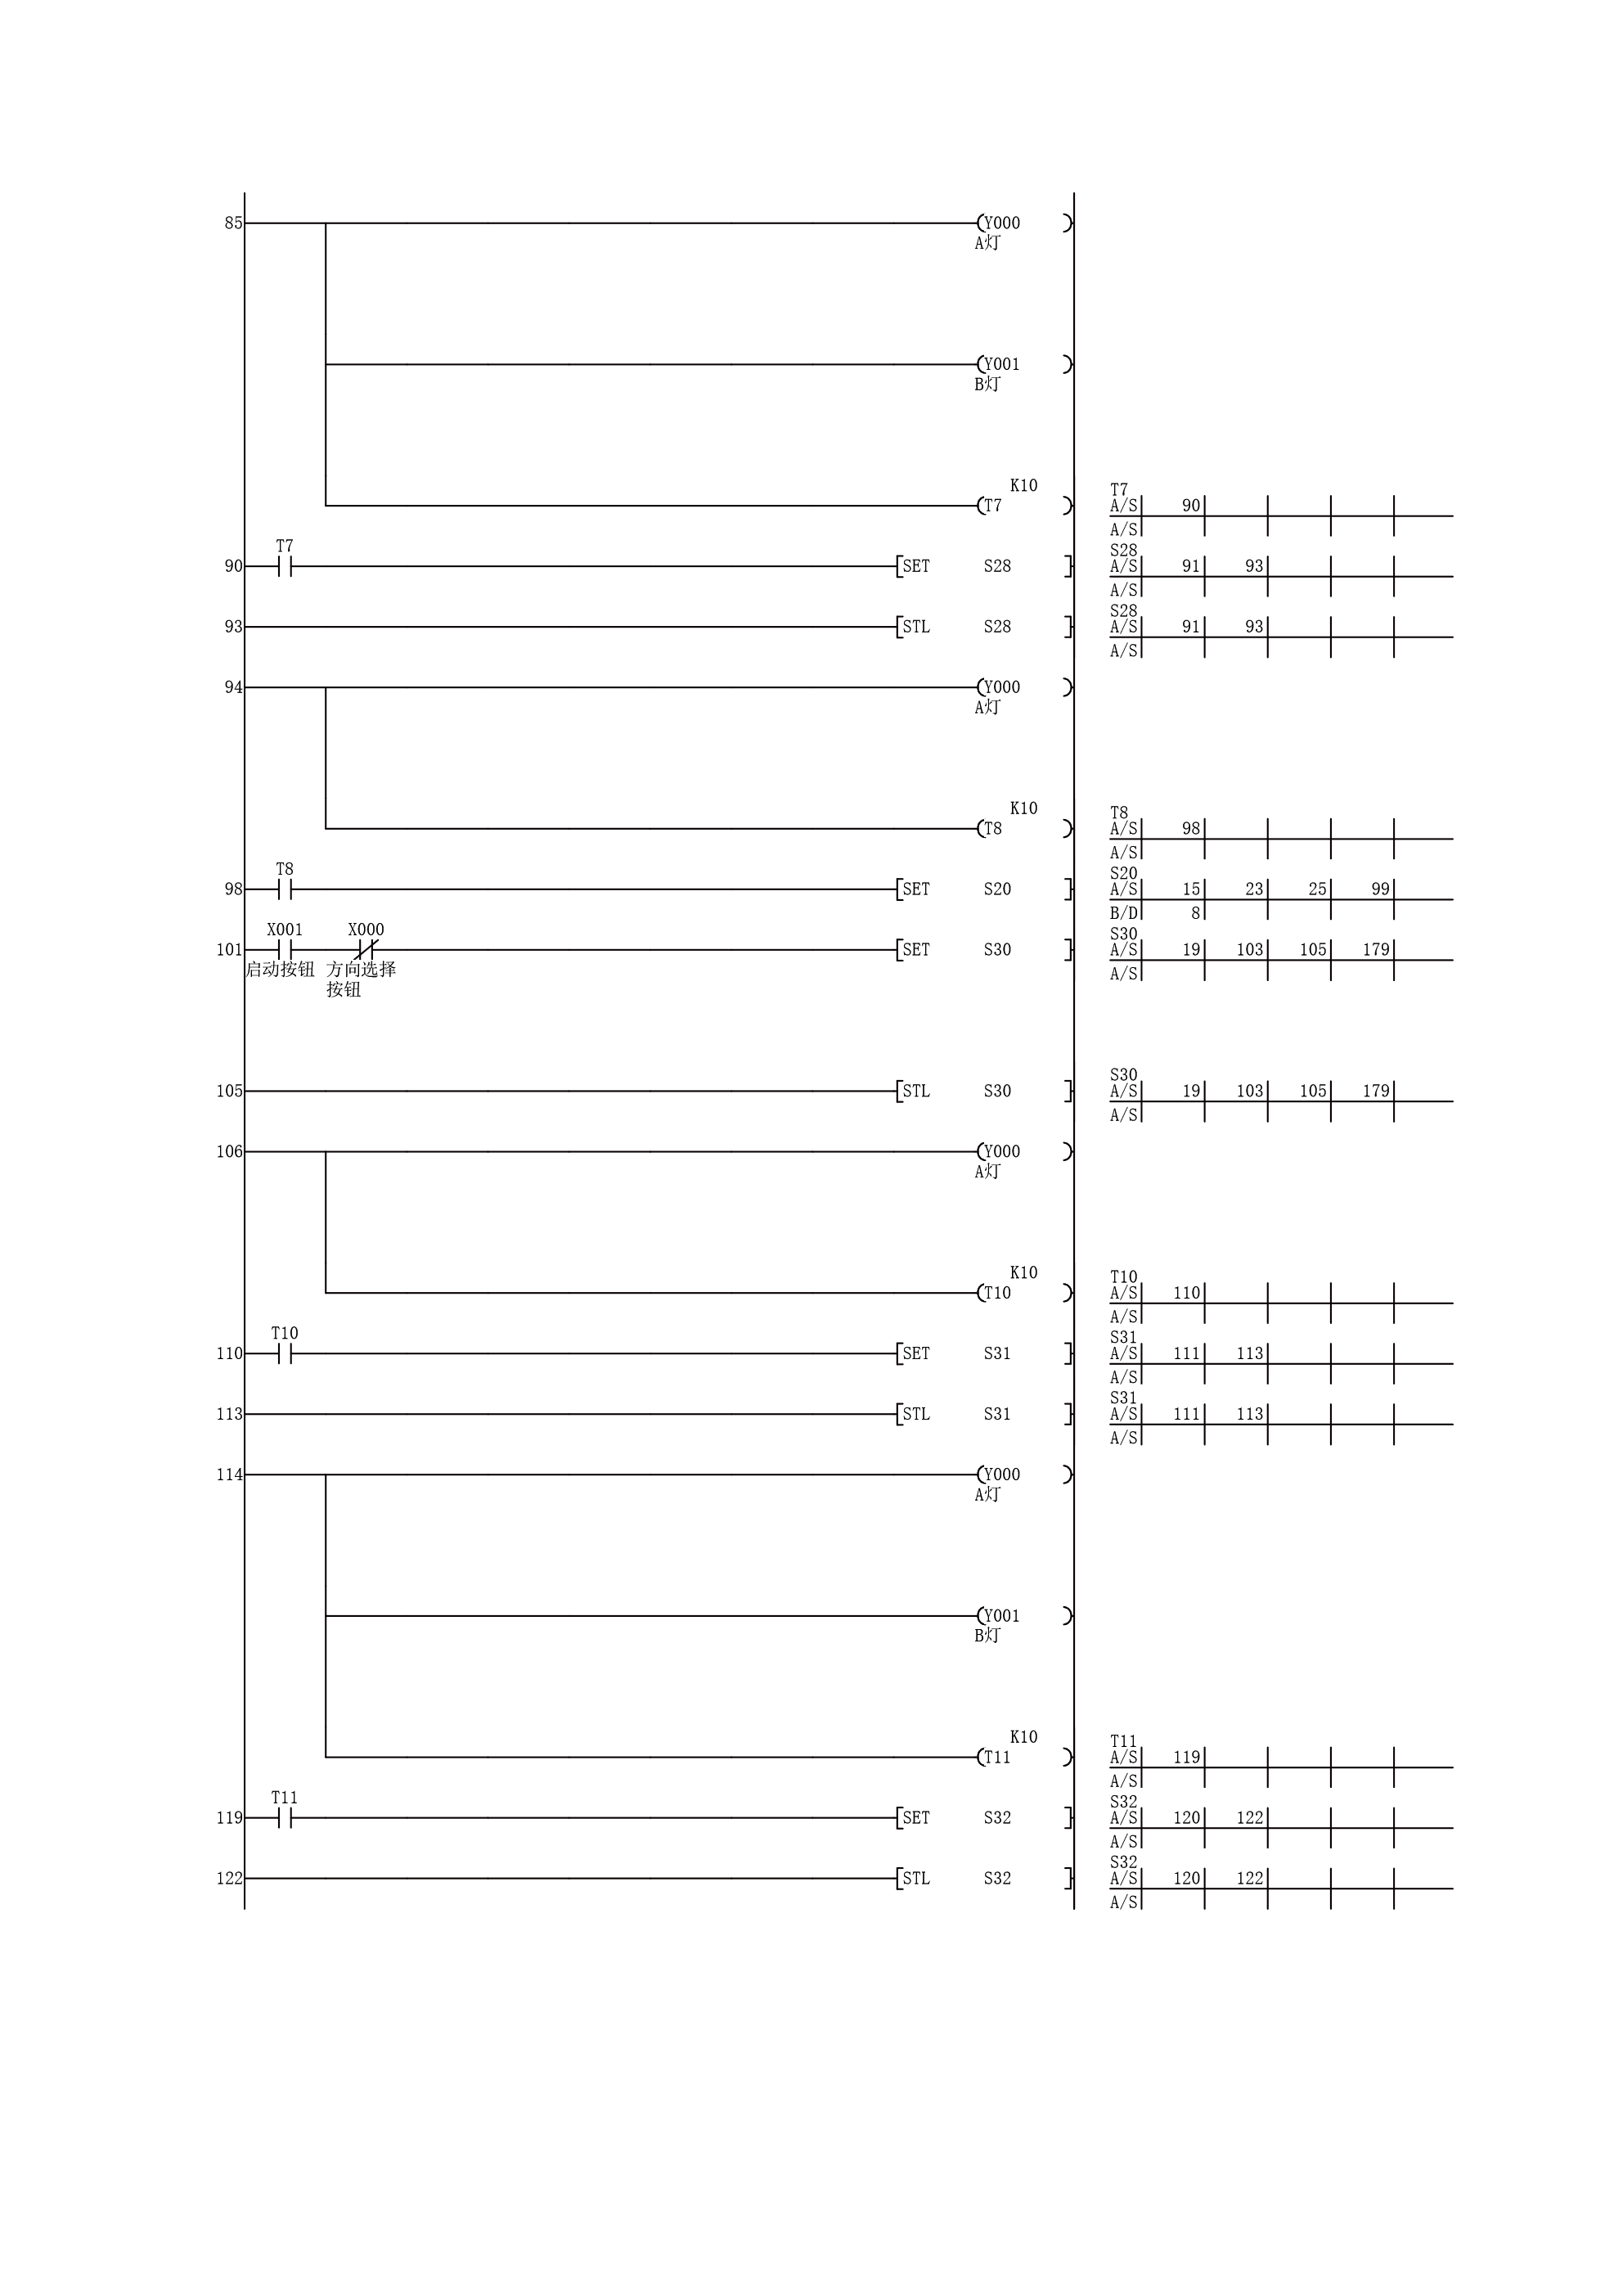 85 Y000
A灯
Y001
B灯
K10
T7
T7
A/S 90
A/S
T7
90 SET S28
S28
A/S 91 93
A/S
93 STL S28
S28
A/S 91 93
A/S
94 Y000
A灯
K10
T8
T8
A/S 98
A/S
T8
98 SET S20
S20
A/S 15 23 25 99
B/D 8
X001 X000
101 SET S30
启动按钮 方向选择
按钮
S30
A/S 19 103 105 179
A/S
105 STL S30
S30
A/S 19 103 105 179
A/S
106 Y000
A灯
K10
T10
T10
A/S 110
A/S
T10
110 SET S31
S31
A/S 111 113
A/S
113 STL S31
S31
A/S 111 113
A/S
114 Y000
A灯
Y001
B灯
K10
T11
T11
A/S 119
A/S
T11
119 SET S32
S32
A/S 120 122
A/S
122 STL S32
S32
A/S 120 122
A/S